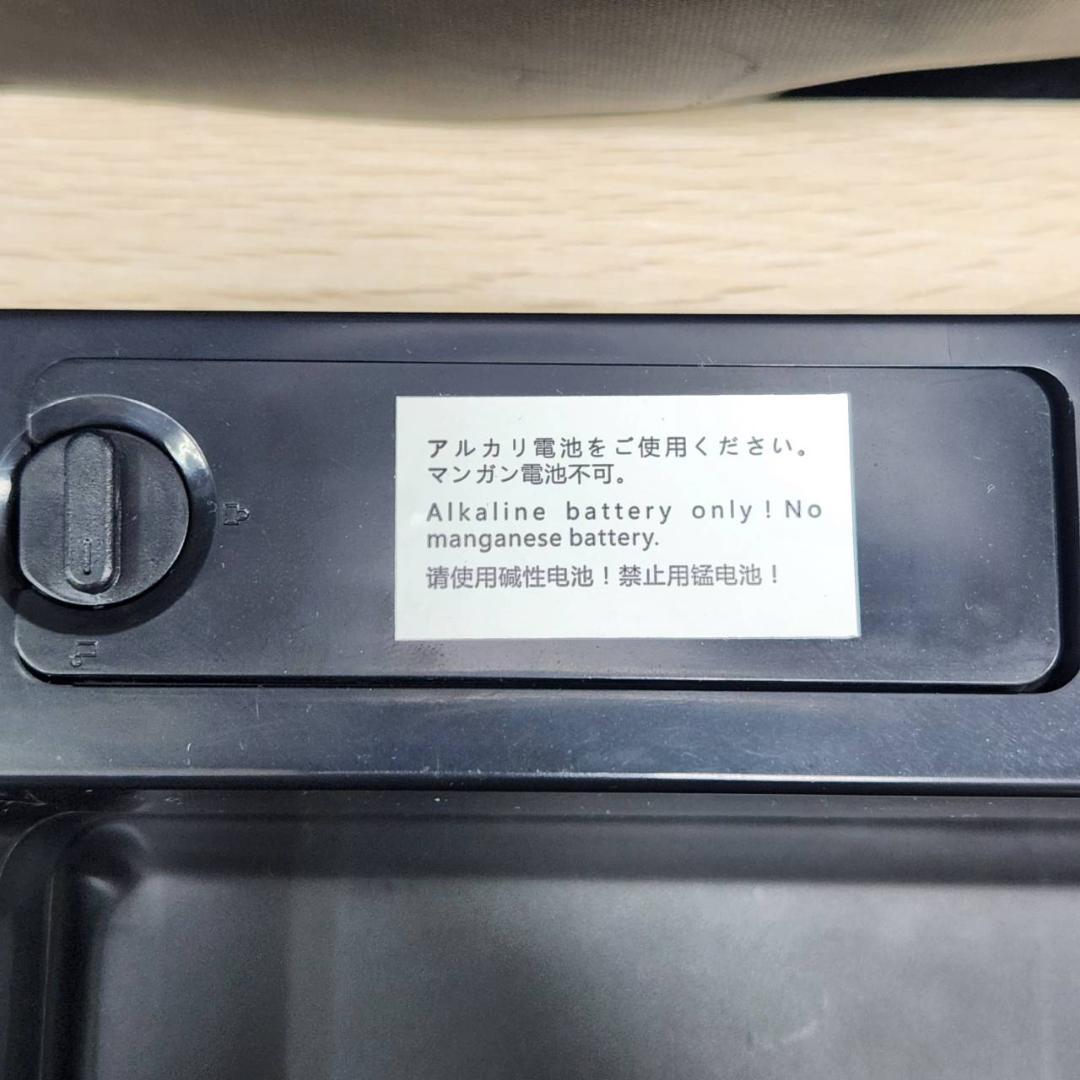 アルカリ電池をご使用ください。
マンガン電池不可。
Alkaline battery only！No
manganese battery.
请使用碱性电池！禁止用锰电池！